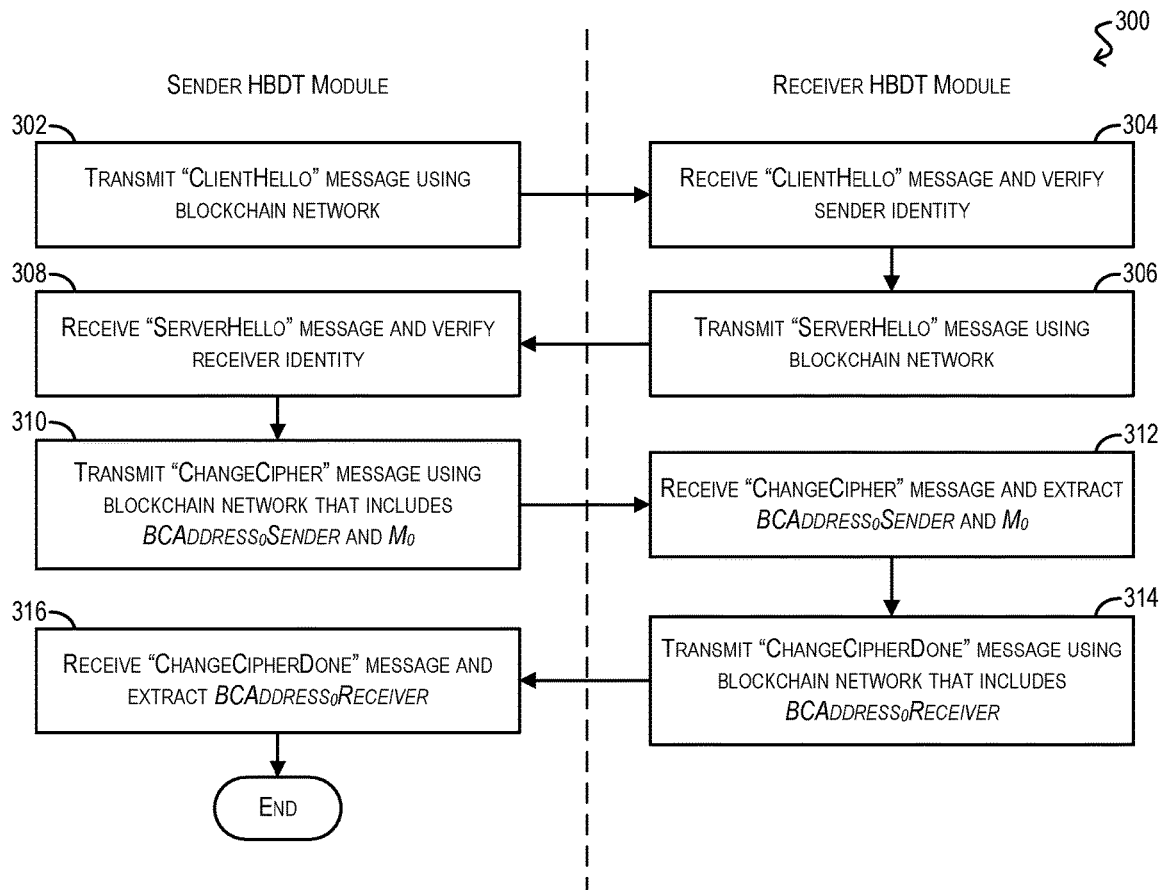 300
SENDER HBDT MODULE
RECEIVER HBDT MODULE
302
TRANSMIT “CLIENTHELLO” MESSAGE USING
BLOCKCHAIN NETWORK
304
RECEIVE “CLIENTHELLO” MESSAGE AND VERIFY
SENDER IDENTITY
308
RECEIVE “SERVERHELLO” MESSAGE AND VERIFY
RECEIVER IDENTITY
306
TRANSMIT “SERVERHELLO” MESSAGE USING
BLOCKCHAIN NETWORK
310
TRANSMIT “CHANGECIPHER” MESSAGE USING
BLOCKCHAIN NETWORK THAT INCLUDES
BCADDRESS₀SENDER AND M₀
312
RECEIVE “CHANGECIPHER” MESSAGE AND EXTRACT
BCADDRESS₀SENDER AND M₀
316
RECEIVE “CHANGECIPHERDONE” MESSAGE AND
EXTRACT BCADDRESS₀RECEIVER
314
TRANSMIT “CHANGECIPHERDONE” MESSAGE USING
BLOCKCHAIN NETWORK THAT INCLUDES
BCADDRESS₀RECEIVER
END